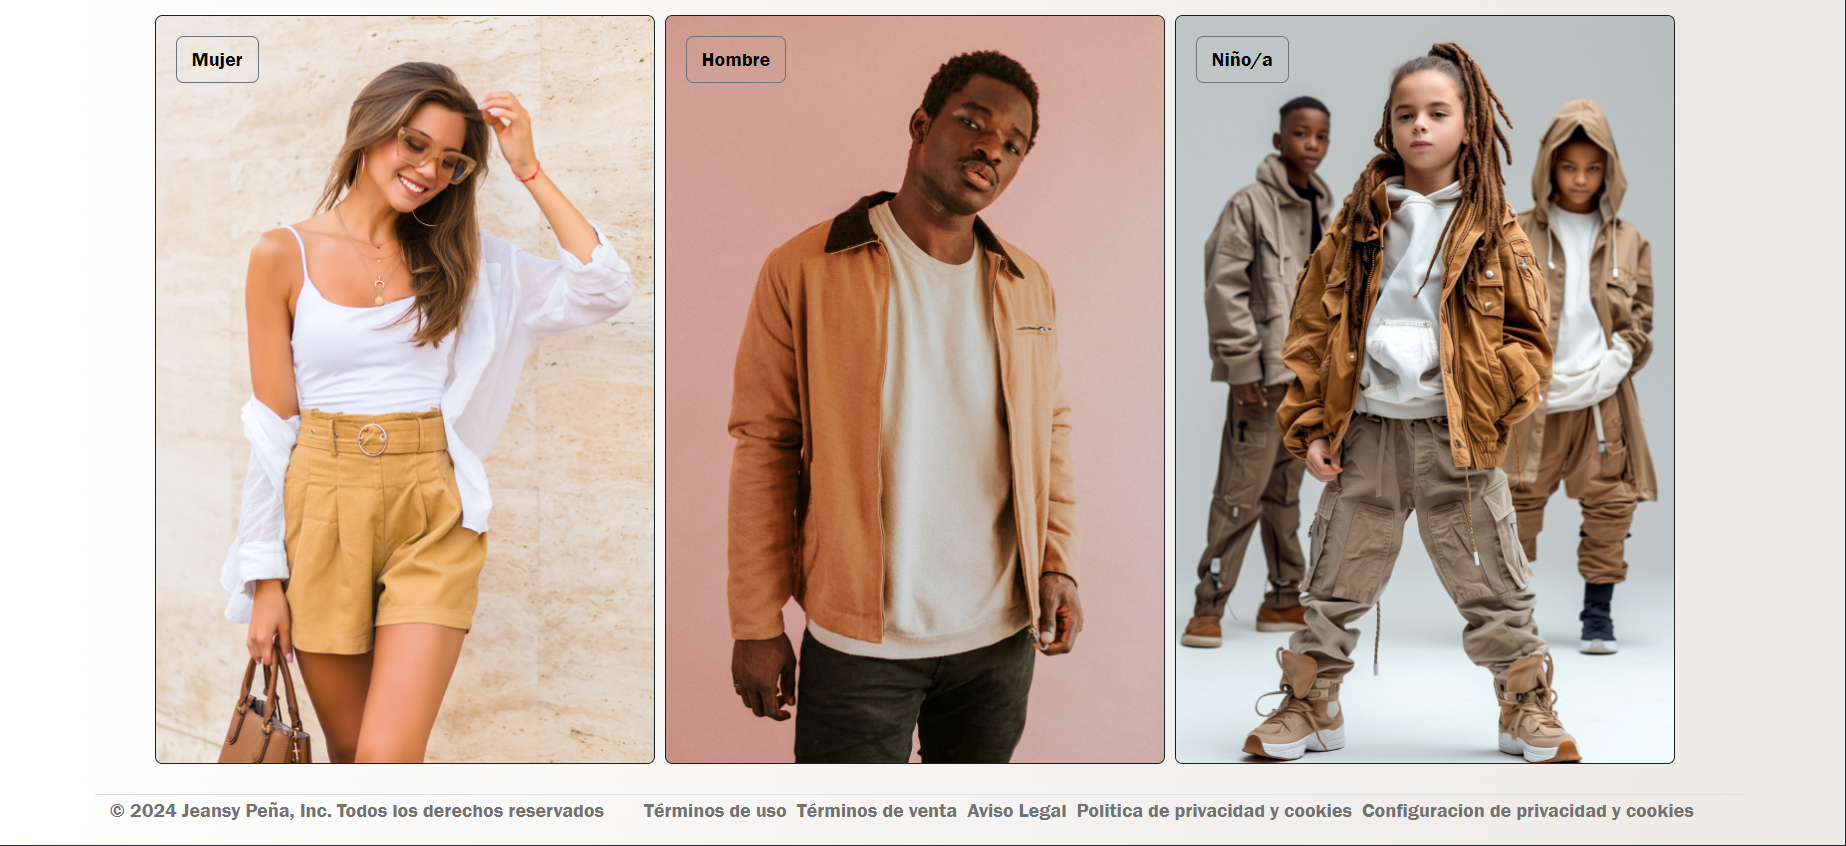 Mujer
Hombre
Niño/a
© 2024 Jeansy Peña, Inc. Todos los derechos reservados
Términos de uso Términos de venta Aviso Legal Politica de privacidad y cookies Configuracion de privacidad y cookies